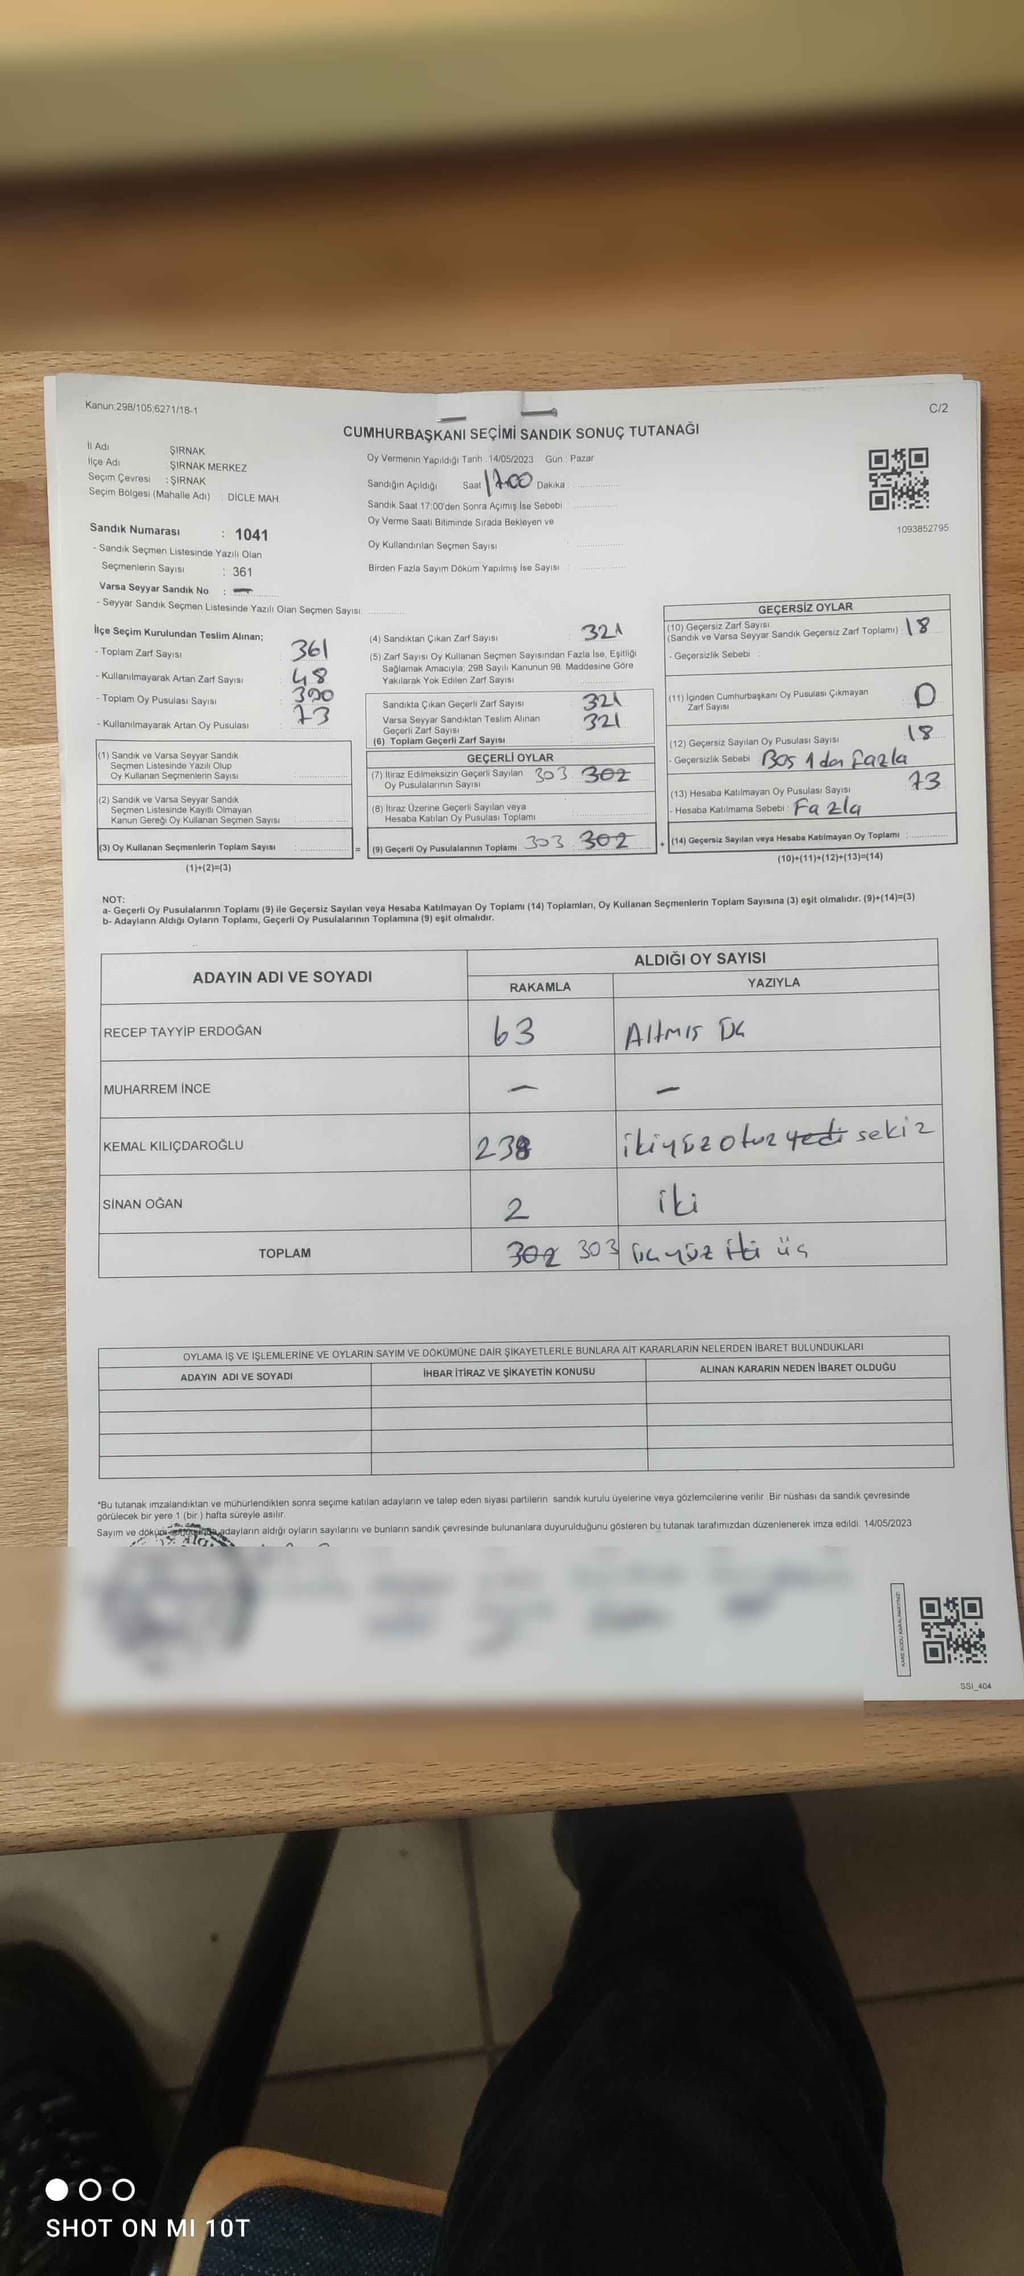 Kanun;298/105;6271/18-1
C/2
CUMHURBAŞKANI SEÇİMİ SANDIK SONUÇ TUTANAĞI
İl Adı ŞIRNAK
İlçe Adı ŞIRNAK MERKEZ
Seçim Çevresi : ŞIRNAK
Seçim Bölgesi (Mahalle Adı) : DİCLE MAH
Sandık Numarası : 1041
- Sandık Seçmen Listesinde Yazılı Olan
Seçmenlerin Sayısı : 361
Varsa Seyyar Sandık No : —
- Seyyar Sandık Seçmen Listesinde Yazılı Olan Seçmen Sayısı
Oy Vermenin Yapıldığı Tarih : 14/05/2023 Gün : Pazar
Sandığın Açıldığı Saat 1700 Dakika
Sandık Saat 17:00'den Sonra Açımış İse Sebebi
Oy Verme Saati Bitiminde Sırada Bekleyen ve
Oy Kullandırılan Seçmen Sayısı
Birden Fazla Sayım Döküm Yapılmış İse Sayısı
1093852795
İlçe Seçim Kurulundan Teslim Alınan;
- Toplam Zarf Sayısı 361
- Kullanılmayarak Artan Zarf Sayısı 48
- Toplam Oy Pusulası Sayısı
- Kullanılmayarak Artan Oy Pusulası 73
(1) Sandık ve Varsa Seyyar Sandık
Seçmen Listesinde Yazılı Olup
Oy Kullanan Seçmenlerin Sayısı
(2) Sandık ve Varsa Seyyar Sandık
Seçmen Listesinde Kayıtlı Olmayan
Kanun Gereği Oy Kullanan Seçmen Sayısı
(3) Oy Kullanan Seçmenlerin Toplam Sayısı =
(1)+(2)=(3)
(4) Sandıktan Çıkan Zarf Sayısı 321
(5) Zarf Sayısı Oy Kullanan Seçmen Sayısından Fazla İse, Eşitliği
Sağlamak Amacıyla; 298 Sayılı Kanunun 98. Maddesine Göre
Yakılarak Yok Edilen Zarf Sayısı
Sandıkta Çıkan Geçerli Zarf Sayısı 321
Varsa Seyyar Sandıktan Teslim Alınan
Geçerli Zarf Sayısı 321
(6) Toplam Geçerli Zarf Sayısı
GEÇERLİ OYLAR
(7) İtiraz Edilmeksizin Geçerli Sayılan
Oy Pusulalarının Sayısı 303 302
(8) İtiraz Üzerine Geçerli Sayılan veya
Hesaba Katılan Oy Pusulası Toplamı
(9) Geçerli Oy Pusulalarının Toplamı 303 302 +
GEÇERSİZ OYLAR
(10) Geçersiz Zarf Sayısı
(Sandık ve Varsa Seyyar Sandık Geçersiz Zarf Toplamı) : 18
- Geçersizlik Sebebi :
(11) İçinden Cumhurbaşkanı Oy Pusulası Çıkmayan
Zarf Sayısı 0
(12) Geçersiz Sayılan Oy Pusulası Sayısı 18
- Geçersizlik Sebebi Boş 1 den fazla
(13) Hesaba Katılmayan Oy Pusulası Sayısı 73
- Hesaba Katılmama Sebebi : Fazla
(14) Geçersiz Sayılan veya Hesaba Katılmayan Oy Toplamı :
(10)+(11)+(12)+(13)=(14)
NOT:
a- Geçerli Oy Pusulalarının Toplamı (9) ile Geçersiz Sayılan veya Hesaba Katılmayan Oy Toplamı (14) Toplamları, Oy Kullanan Seçmenlerin Toplam Sayısına (3) eşit olmalıdır. (9)+(14)=(3)
b- Adayların Aldığı Oyların Toplamı, Geçerli Oy Pusulalarının Toplamına (9) eşit olmalıdır.
ADAYIN ADI VE SOYADI
ALDIĞI OY SAYISI
RAKAMLA YAZIYLA
RECEP TAYYİP ERDOĞAN 63 Altmış Üç
MUHARREM İNCE — —
KEMAL KILIÇDAROĞLU 238 ikiyüz otuz yedi sekiz
SİNAN OĞAN 2 iki
TOPLAM 302 303 üçyüz iki üç
OYLAMA İŞ VE İŞLEMLERİNE VE OYLARIN SAYIM VE DÖKÜMÜNE DAİR ŞİKAYETLERLE BUNLARA AİT KARARLARIN NELERDEN İBARET BULUNDUKLARI
ADAYIN ADI VE SOYADI İHBAR İTİRAZ VE ŞİKAYETİN KONUSU ALINAN KARARIN NEDEN İBARET OLDUĞU
*Bu tutanak imzalandıktan ve mühürlendikten sonra seçime katılan adayların ve talep eden siyasi partilerin sandık kurulu üyelerine veya gözlemcilerine verilir. Bir nüshası da sandık çevresinde
görülecek bir yere 1 (bir ) hafta süreyle asılır.
Sayım ve döküm adayların aldığı oyların sayılarını ve bunların sandık çevresinde bulunanlara duyurulduğunu gösteren bu tutanak tarafımızdan düzenlenerek imza edildi. 14/05/2023
KARE KODU KARALAMAYINIZ!
SSI_404
SHOT ON MI 10T